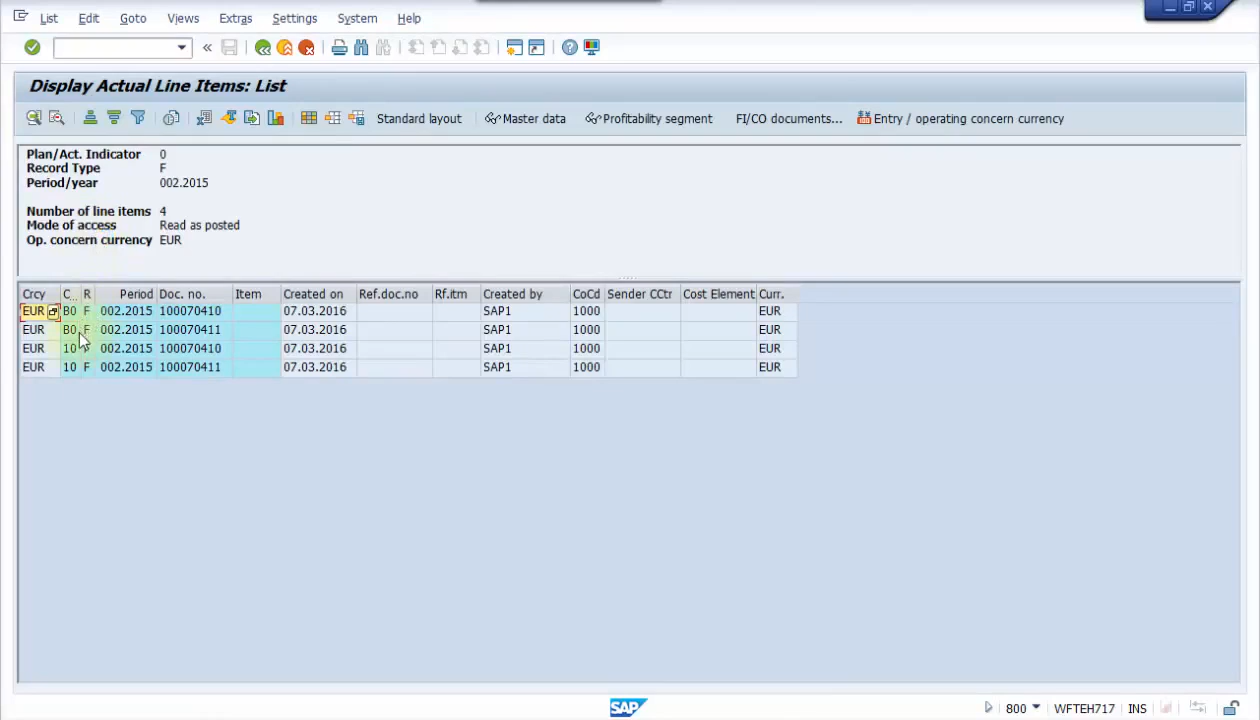 List Edit Goto Views Extras Settings System Help
Display Actual Line Items: List
Standard layout Master data Profitability segment FI/CO documents... Entry / operating concern currency
Plan/Act. Indicator 0
Record Type F
Period/year 002.2015
Number of line items 4
Mode of access Read as posted
Op. concern currency EUR
Crcy C... R Period Doc. no. Item Created on Ref.doc.no Rf.itm Created by CoCd Sender CCtr Cost Element Curr.
EUR B0 F 002.2015 100070410 07.03.2016 SAP1 1000 EUR
EUR B0 F 002.2015 100070411 07.03.2016 SAP1 1000 EUR
EUR 10 F 002.2015 100070410 07.03.2016 SAP1 1000 EUR
EUR 10 F 002.2015 100070411 07.03.2016 SAP1 1000 EUR
SAP 800 WFTEH717 INS